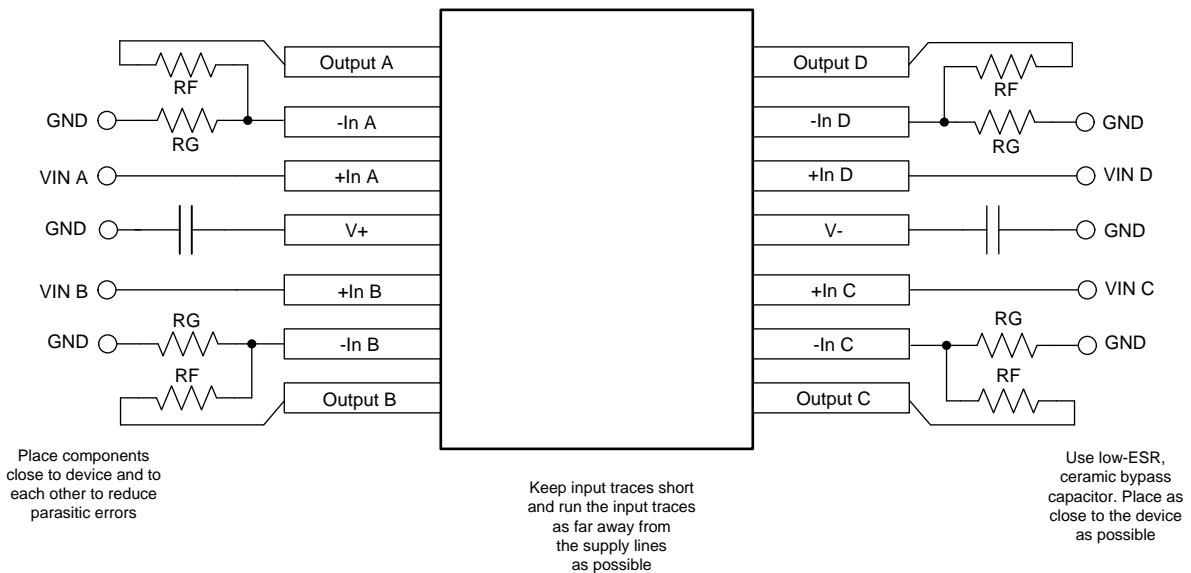 Output A
RF
GND
-In A
RG
VIN A
+In A
GND
V+
VIN B
+In B
RG
GND
-In B
RF
Output B
Output D
RF
-In D
GND
RG
+In D
VIN D
V-
GND
+In C
VIN C
RG
-In C
GND
RF
Output C
Place components
close to device and to
each other to reduce
parasitic errors
Keep input traces short
and run the input traces
as far away from
the supply lines
as possible
Use low-ESR,
ceramic bypass
capacitor. Place as
close to the device
as possible